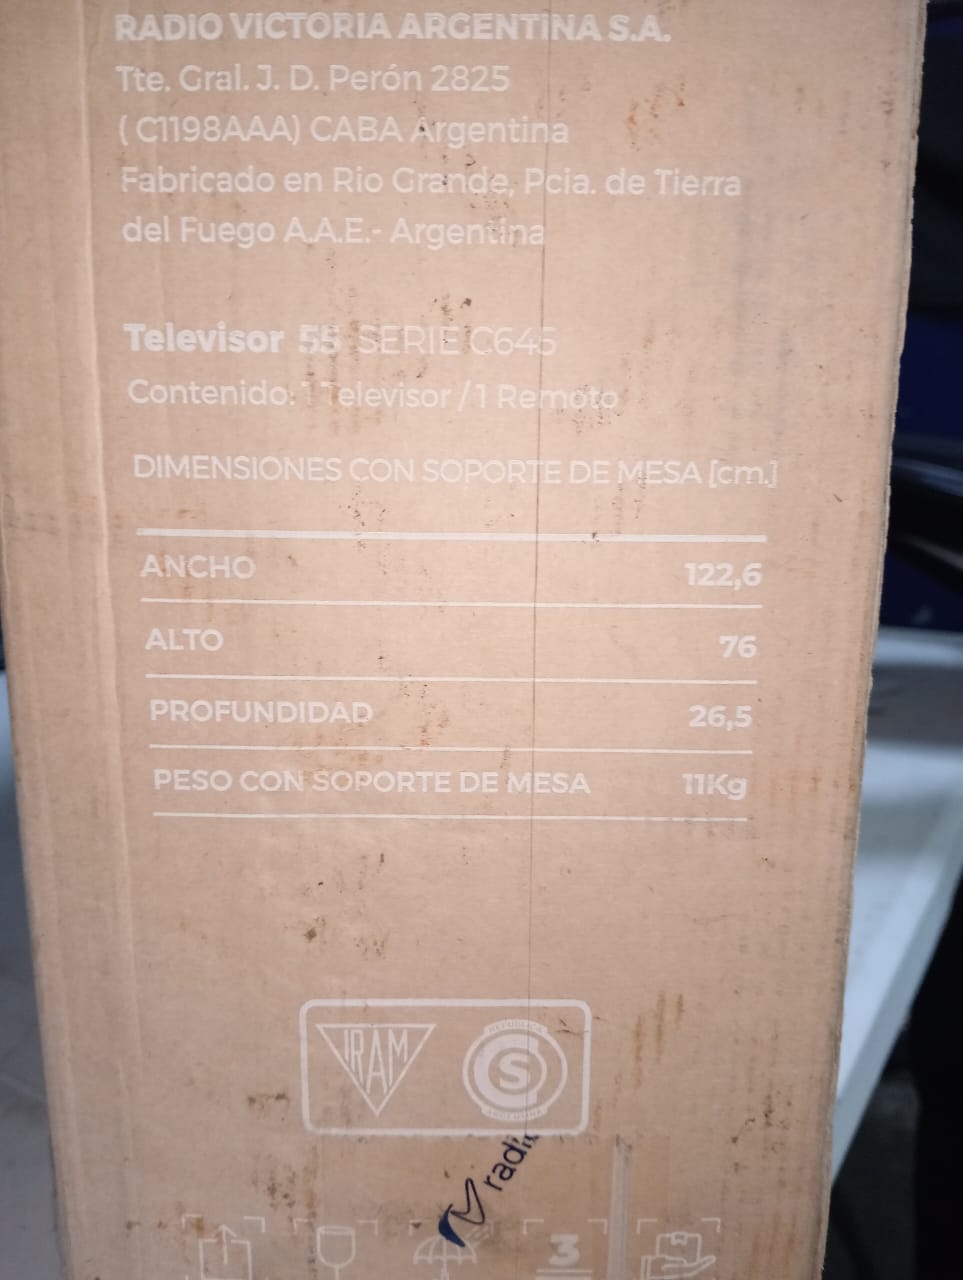 RADIO VICTORIA ARGENTINA S.A.
Tte. Gral. J. D. Perón 2825
( C1198AAA) CABA Argentina
Fabricado en Rio Grande, Pcia. de Tierra
del Fuego A.A.E.- Argentina
Televisor 55 SERIE C645
Contenido: 1 Televisor / 1 Remoto
DIMENSIONES CON SOPORTE DE MESA [cm.]
ANCHO 122,6
ALTO 76
PROFUNDIDAD 26,5
PESO CON SOPORTE DE MESA 11Kg
IRAM
REPUBLICA
S
ARGENTINA
3